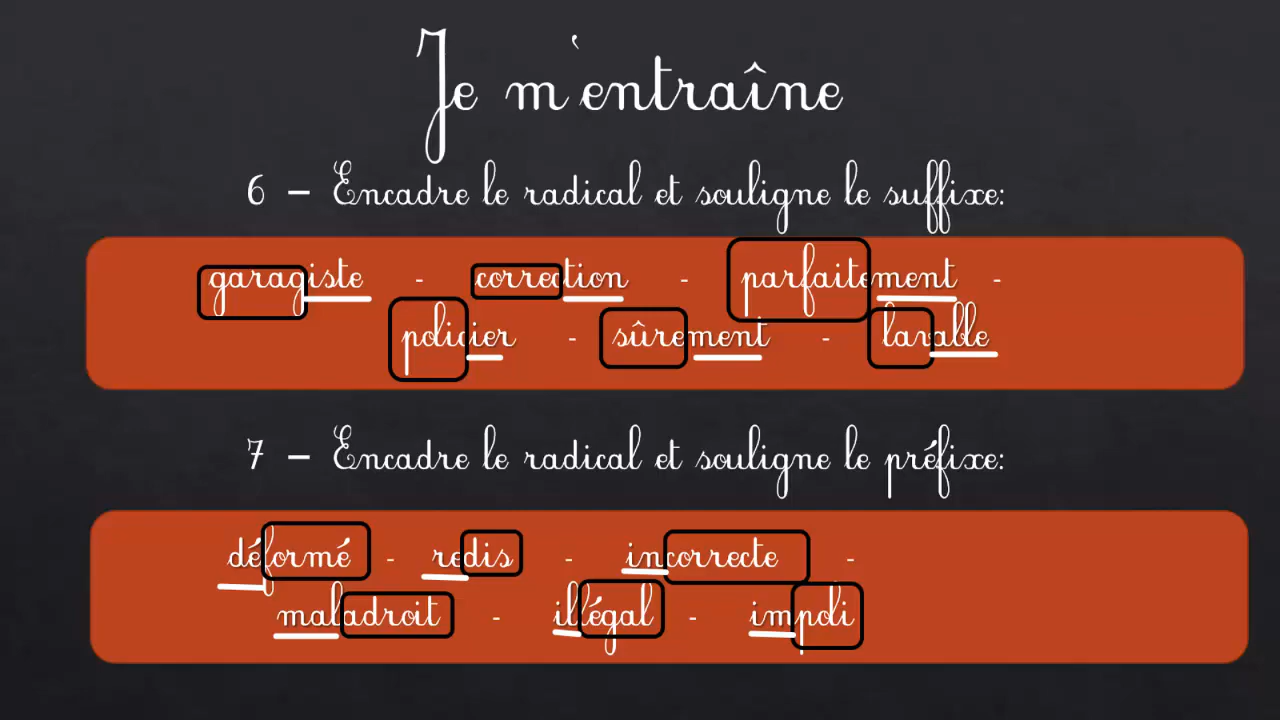 Je m'entraîne
6 – Encadre le radical et souligne le suffixe:
garagiste - correction - parfaitement -
policier - sûrement - lavable
7 – Encadre le radical et souligne le préfixe:
déformé - redis - incorrecte -
maladroit - illégal - impoli